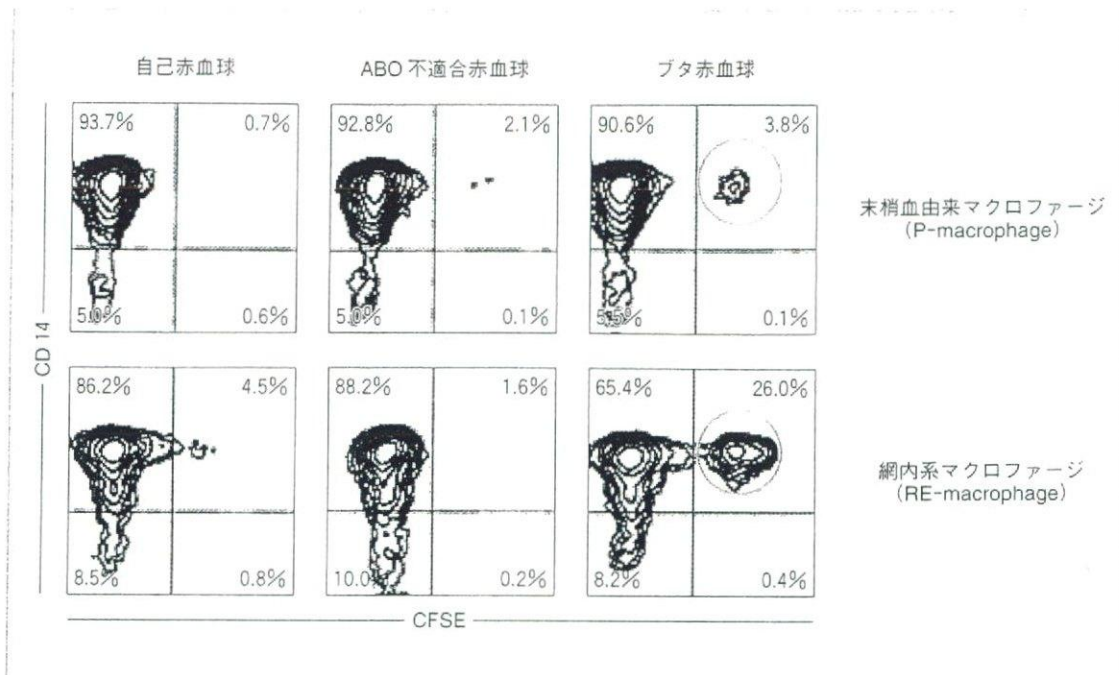 自己赤血球
ABO 不適合赤血球
ブタ赤血球
93.7% 0.7%
5.0% 0.6%
92.8% 2.1%
5.0% 0.1%
90.6% 3.8%
5.5% 0.1%
末梢血由来マクロファージ
(P-macrophage)
CD 14
86.2% 4.5%
8.5% 0.8%
88.2% 1.6%
10.0% 0.2%
65.4% 26.0%
8.2% 0.4%
網内系マクロファージ
(RE-macrophage)
CFSE